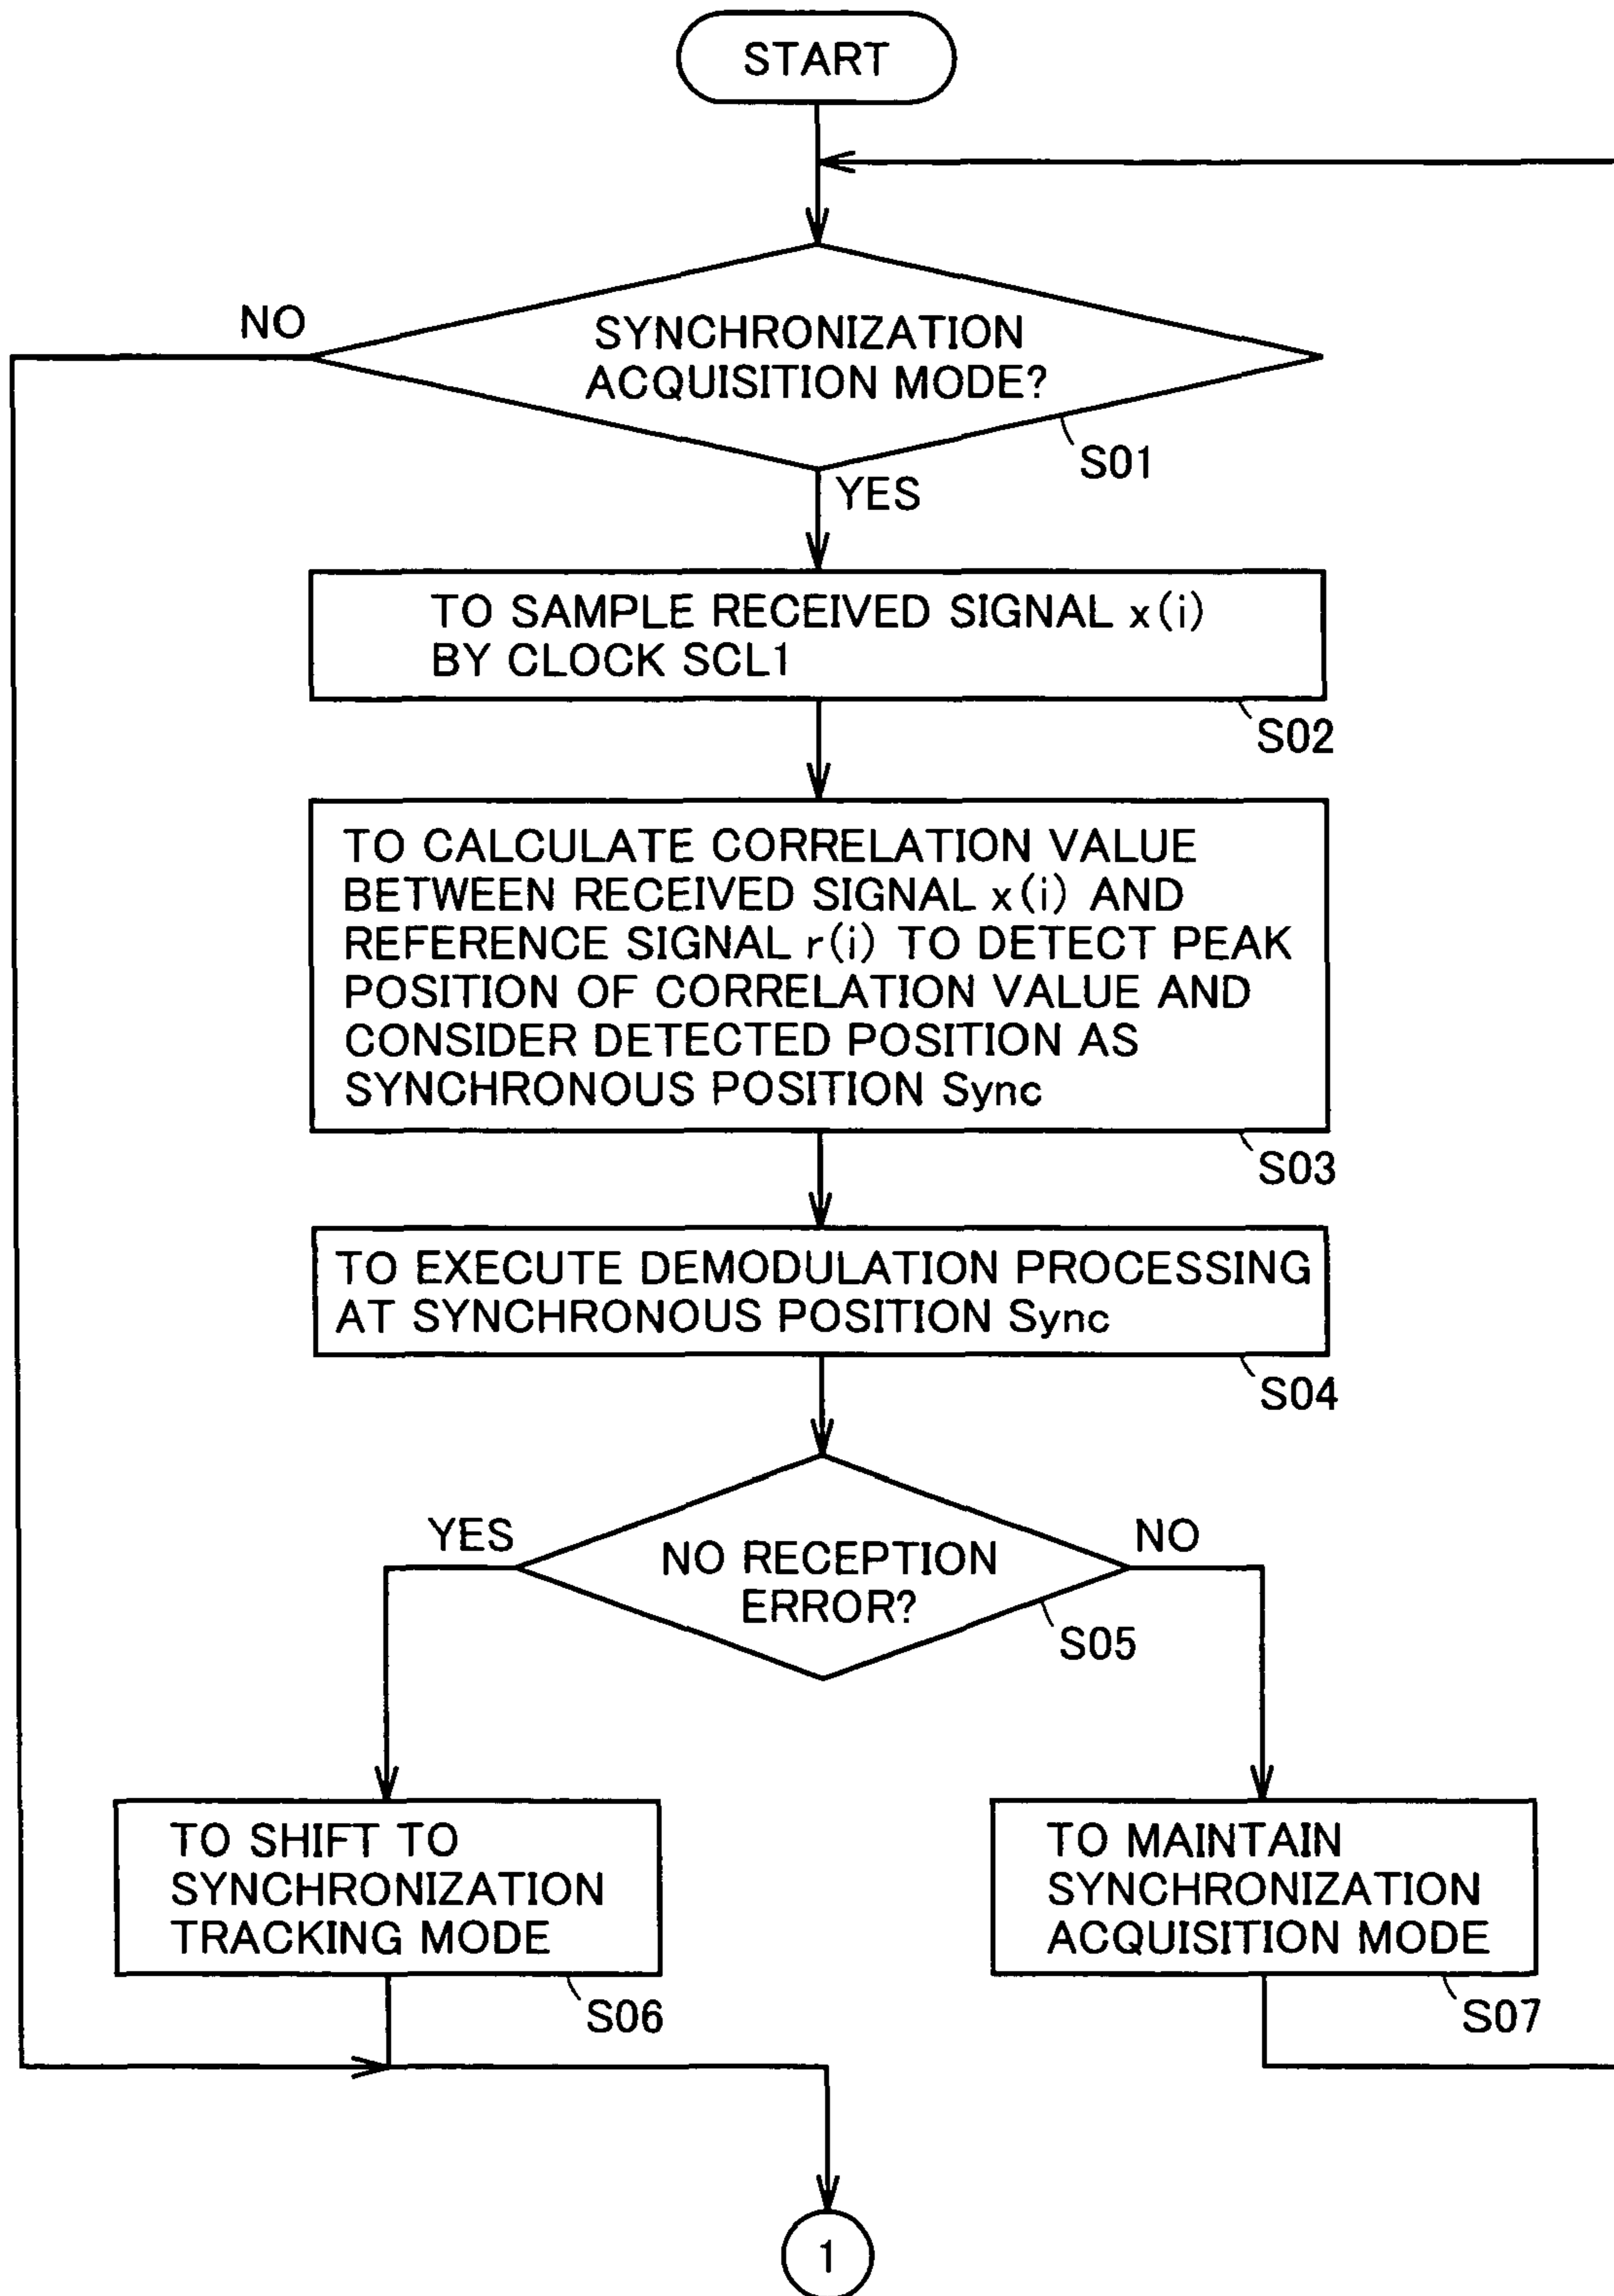 START
NO
SYNCHRONIZATION
ACQUISITION MODE?
S01
YES
TO SAMPLE RECEIVED SIGNAL x(i)
BY CLOCK SCL1
S02
TO CALCULATE CORRELATION VALUE
BETWEEN RECEIVED SIGNAL x(i) AND
REFERENCE SIGNAL r(i) TO DETECT PEAK
POSITION OF CORRELATION VALUE AND
CONSIDER DETECTED POSITION AS
SYNCHRONOUS POSITION Sync
S03
TO EXECUTE DEMODULATION PROCESSING
AT SYNCHRONOUS POSITION Sync
S04
YES
NO RECEPTION
ERROR?
NO
S05
TO SHIFT TO
SYNCHRONIZATION
TRACKING MODE
S06
TO MAINTAIN
SYNCHRONIZATION
ACQUISITION MODE
S07
1